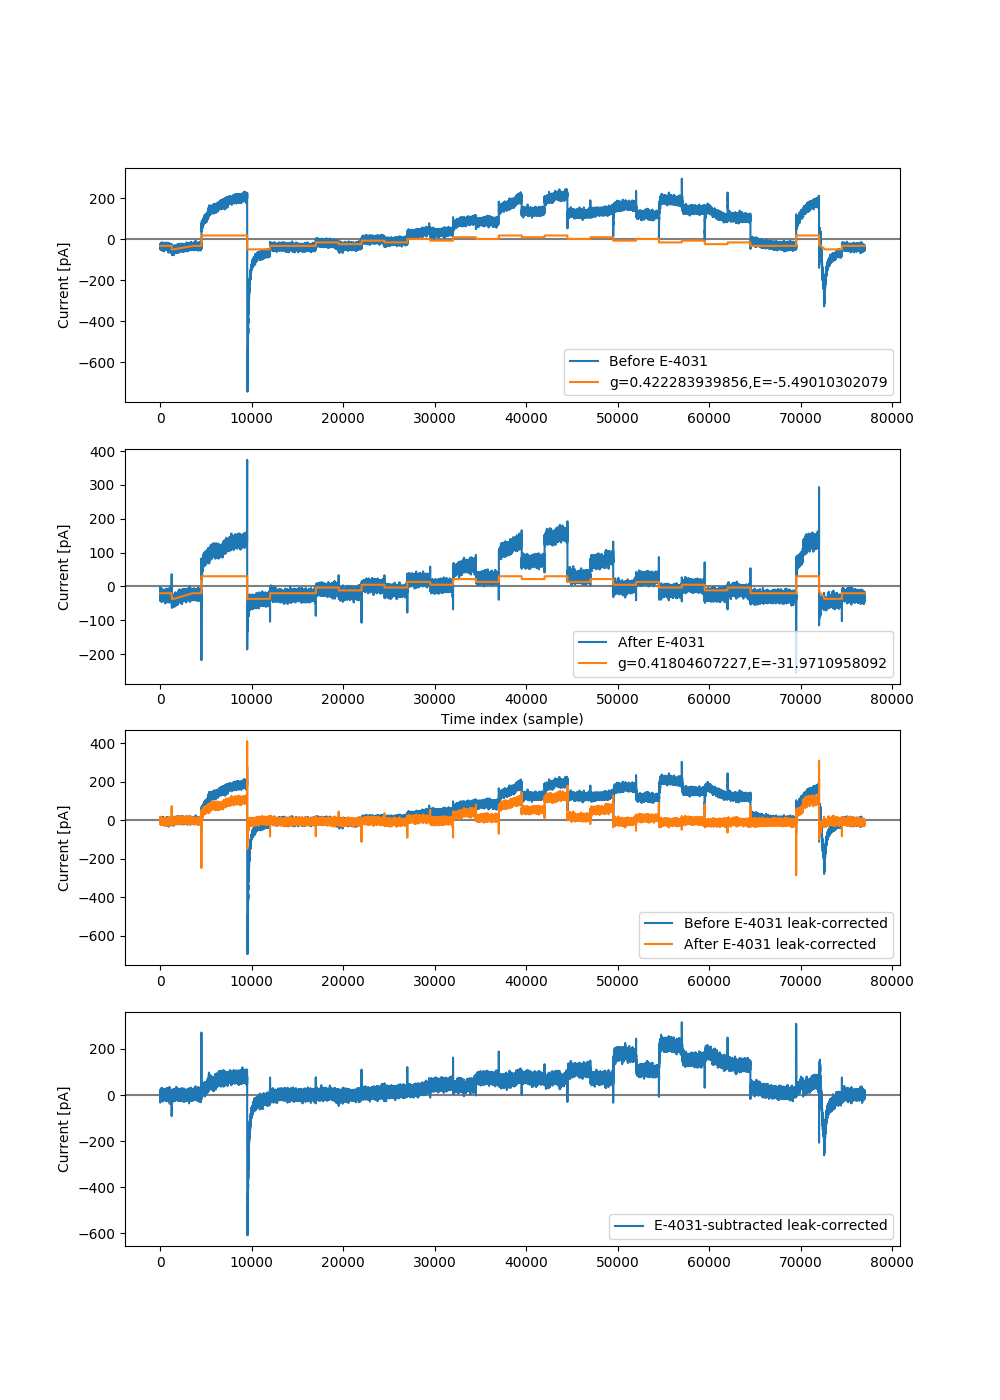 200
0
−200
−400
−600
Current [pA]
Before E-4031
g=0.422283939856,E=-5.49010302079
0 10000 20000 30000 40000 50000 60000 70000 80000
400
300
200
100
0
−100
−200
Current [pA]
After E-4031
g=0.41804607227,E=-31.9710958092
0 10000 20000 30000 40000 50000 60000 70000 80000
Time index (sample)
400
200
0
−200
−400
−600
Current [pA]
Before E-4031 leak-corrected
After E-4031 leak-corrected
0 10000 20000 30000 40000 50000 60000 70000 80000
200
0
−200
−400
−600
Current [pA]
E-4031-subtracted leak-corrected
0 10000 20000 30000 40000 50000 60000 70000 80000